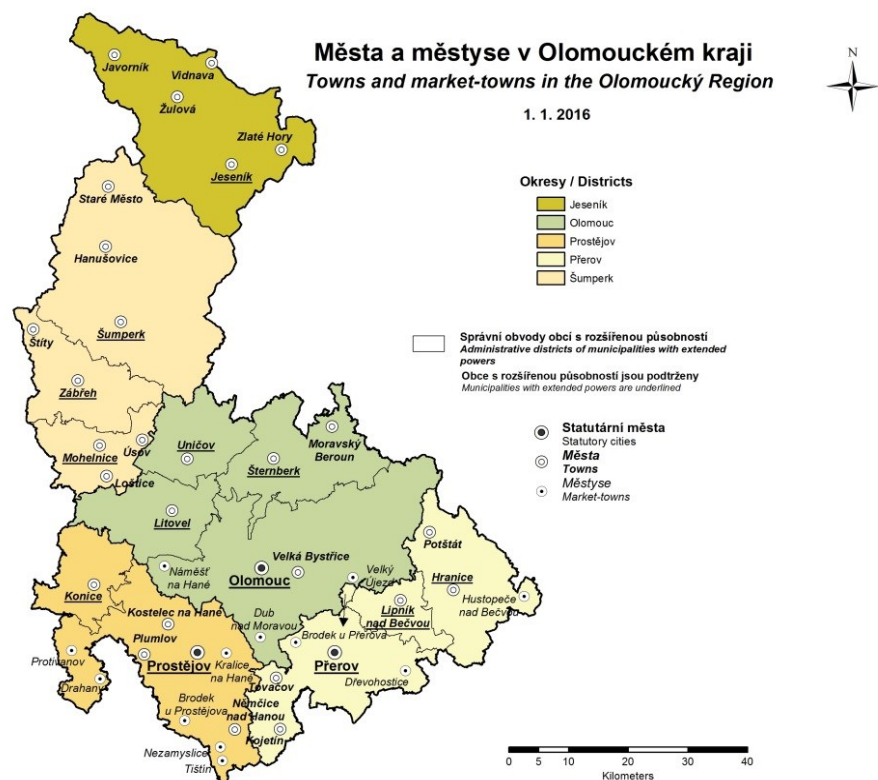 Města a městyse v Olomouckém kraji
Towns and market-towns in the Olomoucký Region
1. 1. 2016
N
Javorník
Vidnava
Žulová
Zlaté Hory
Jeseník
Staré Město
Hanušovice
Šumperk
Štíty
Zábřeh
Mohelnice
Úsov
Loštice
Uničov
Šternberk
Moravský
Beroun
Litovel
Náměšť
na Hané
Olomouc
Velká Bystřice
Velký
Újezd
Dub
nad Moravou
Potštát
Hranice
Hustopeče
nad Bečvou
Lipník
nad Bečvou
Brodek u Přerova
Přerov
Dřevohostice
Tovačov
Kojetín
Konice
Kostelec na Hané
Plumlov
Prostějov
Kralice
na Hané
Protivanov
Drahany
Brodek
u Prostějova
Němčice
nad Hanou
Nezamyslice
Tištín
Okresy / Districts
Jeseník
Olomouc
Prostějov
Přerov
Šumperk
Správní obvody obcí s rozšířenou působností
Administrative districts of municipalities with extended
powers
Obce s rozšířenou působností jsou podtrženy
Municipalities with extended powers are underlined
Statutární města
Statutory cities
Města
Towns
Městyse
Market-towns
0 5 10 20 30 40
Kilometers